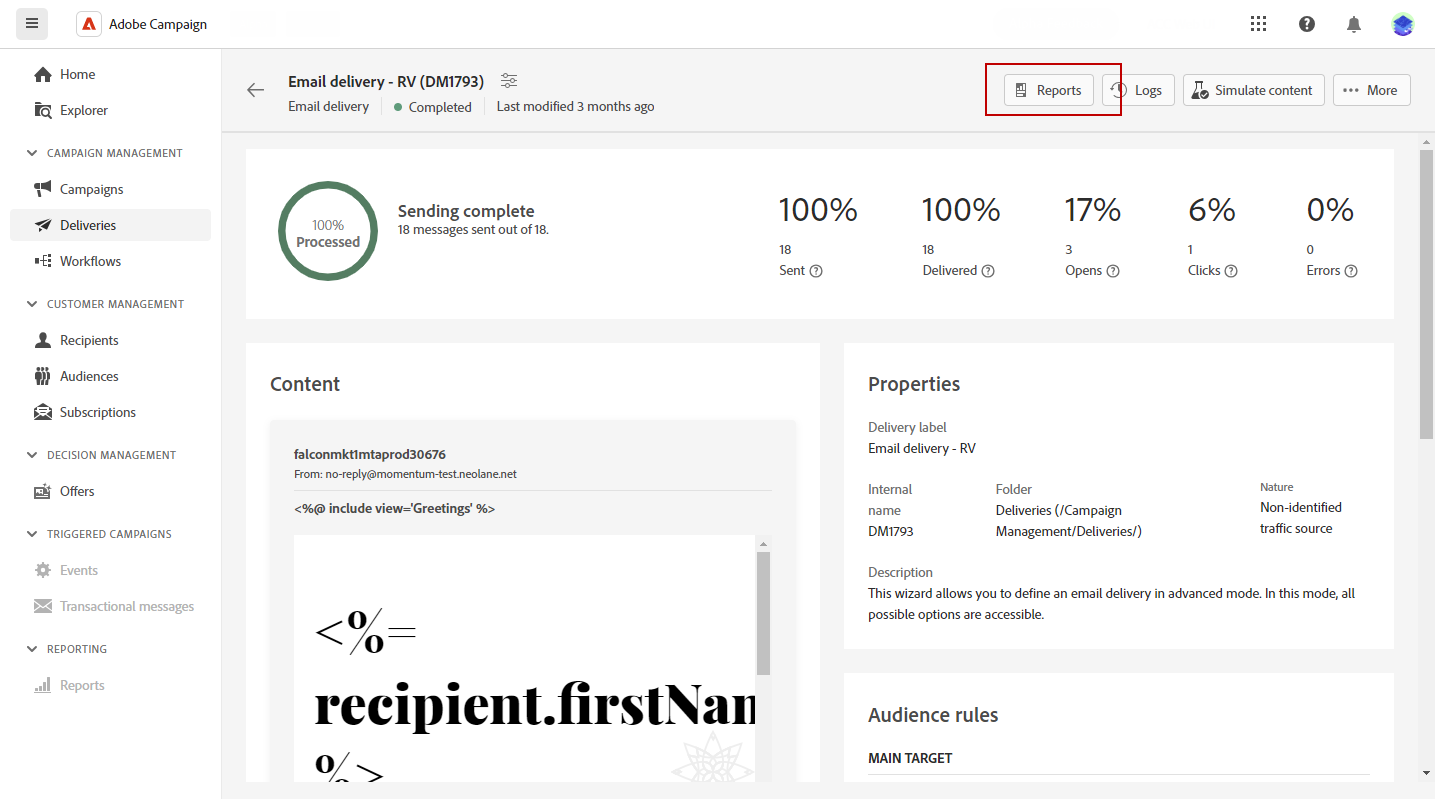 Adobe Campaign
Home
Explorer
CAMPAIGN MANAGEMENT
Campaigns
Deliveries
Workflows
CUSTOMER MANAGEMENT
Recipients
Audiences
Subscriptions
DECISION MANAGEMENT
Offers
TRIGGERED CAMPAIGNS
Events
Transactional messages
REPORTING
Reports
Email delivery - RV (DM1793)
Email delivery
Completed
Last modified 3 months ago
Reports
Logs
Simulate content
More
100%
Processed
Sending complete
18 messages sent out of 18.
100%
18
Sent
100%
18
Delivered
17%
3
Opens
6%
1
Clicks
0%
0
Errors
Content
falconmkt1mtaprod30676
From: no-reply@momentum-test.neolane.net
<%@ include view='Greetings' %>
<%=
recipient.firstNam
%>
Properties
Delivery label
Email delivery - RV
Internal
name
DM1793
Folder
Deliveries (/Campaign
Management/Deliveries/)
Nature
Non-identified
traffic source
Description
This wizard allows you to define an email delivery in advanced mode. In this mode, all
possible options are accessible.
Audience rules
MAIN TARGET